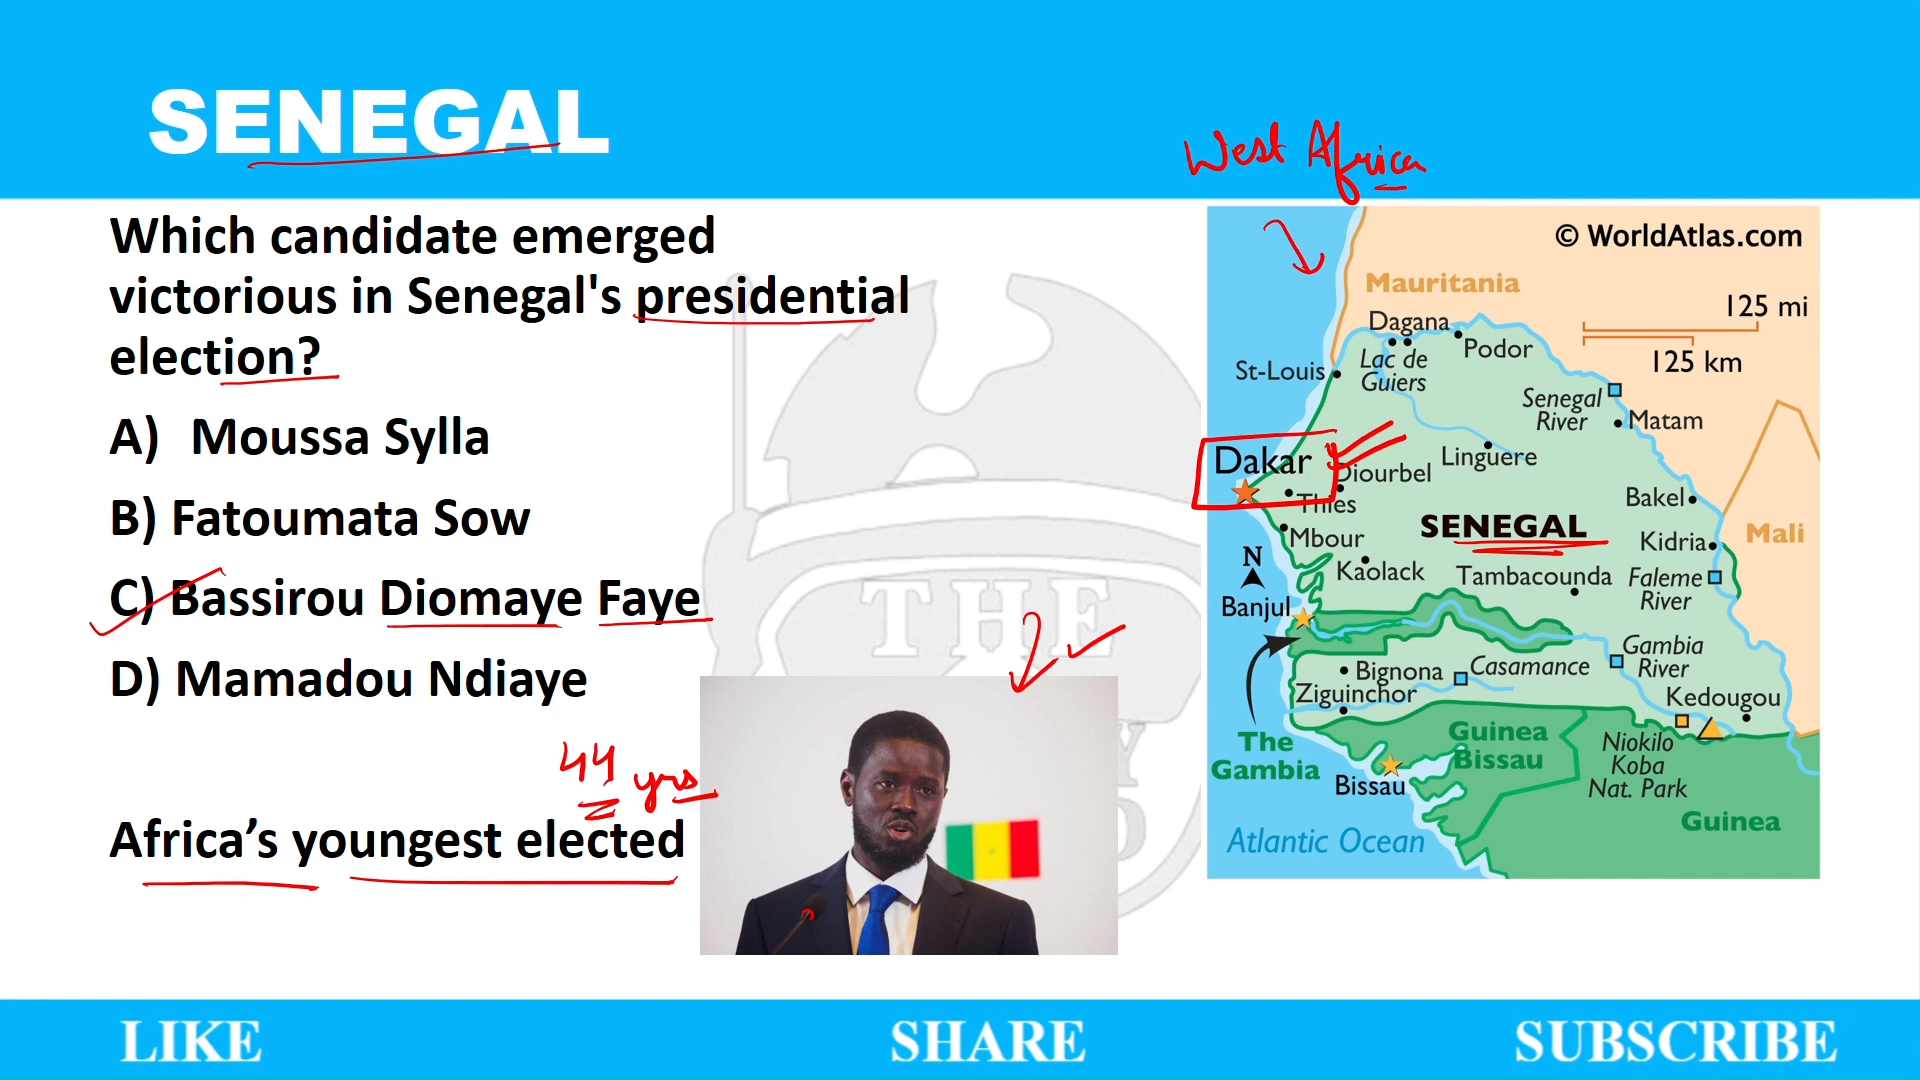 SENEGAL
West Africa
Which candidate emerged
victorious in Senegal's presidential
election?
A) Moussa Sylla
B) Fatoumata Sow
C) Bassirou Diomaye Faye
D) Mamadou Ndiaye
44 yrs
Africa’s youngest elected
THE
© WorldAtlas.com
Mauritania
125 mi
125 km
Dagana
Podor
Lac de
Guiers
St-Louis
Senegal
River
Matam
Linguere
Dakar
Diourbel
Thies
Bakel
SENEGAL
Mali
Mbour
Kidria
N
Kaolack
Tambacounda
Faleme
River
Banjul
Gambia
River
Bignona
Casamance
Ziguinchor
Kedougou
The
Gambia
Guinea
Bissau
Niokilo
Koba
Nat. Park
Bissau
Guinea
Atlantic Ocean
LIKE
SHARE
SUBSCRIBE